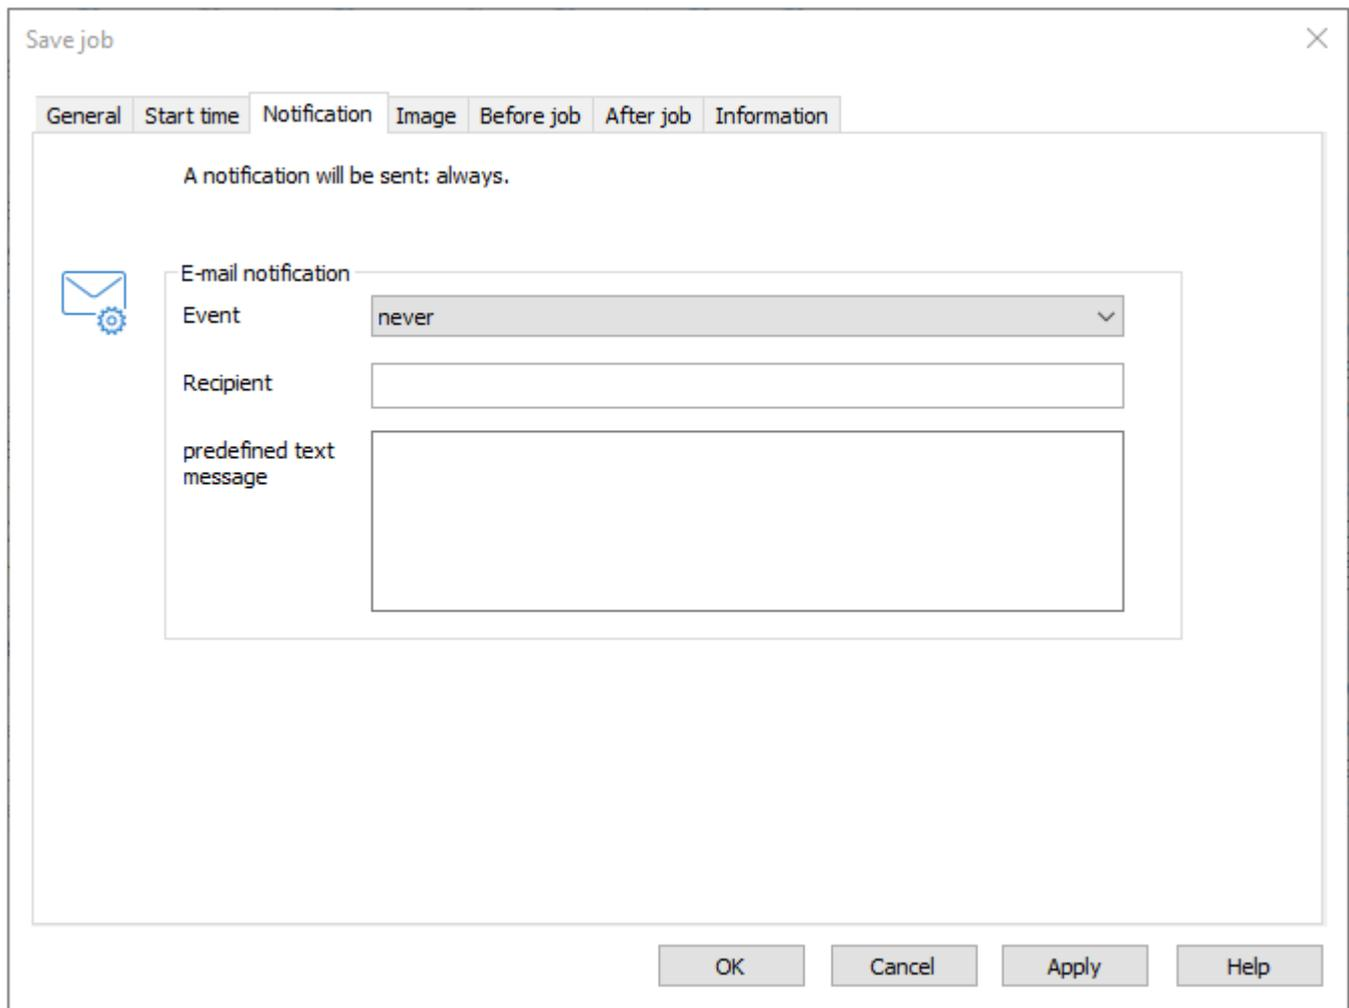 Save job
General Start time Notification Image Before job After job Information
A notification will be sent: always.
E-mail notification
Event never
Recipient
predefined text
message
OK Cancel Apply Help